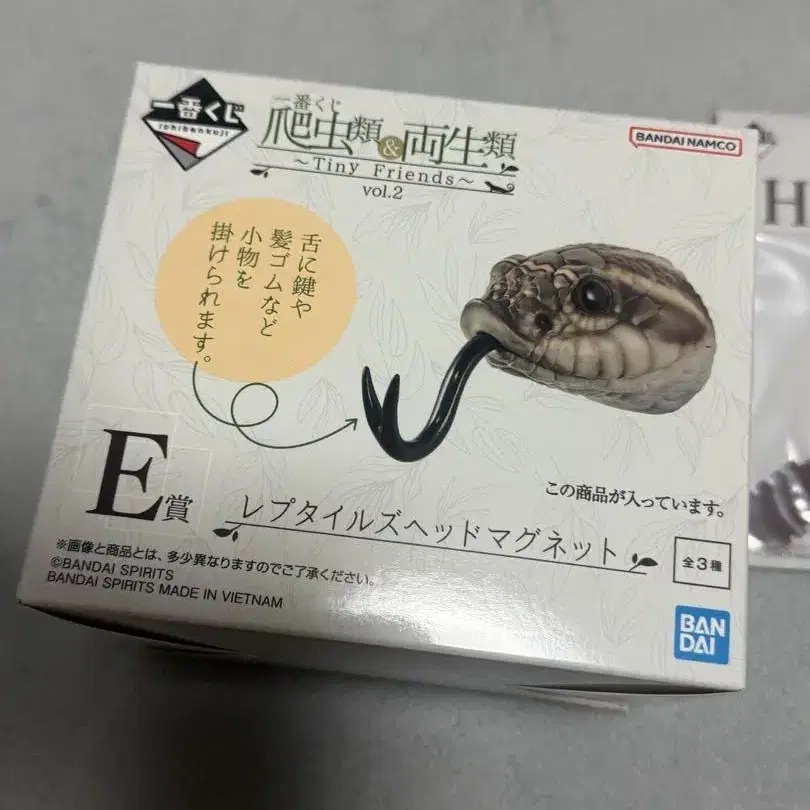 一番くじ
ichibankuji
一番くじ
爬虫類&両生類
~Tiny Friends~
vol.2
BANDAI NAMCO
舌に鍵や
髪ゴムなど
小物を
掛けられます。
E賞
この商品が入っています。
レプタイルズヘッドマグネット
全3種
※画像と商品とは、多少異なりますのでご了承ください。
©BANDAI SPIRITS
BANDAI SPIRITS MADE IN VIETNAM
BAN
DAI
H